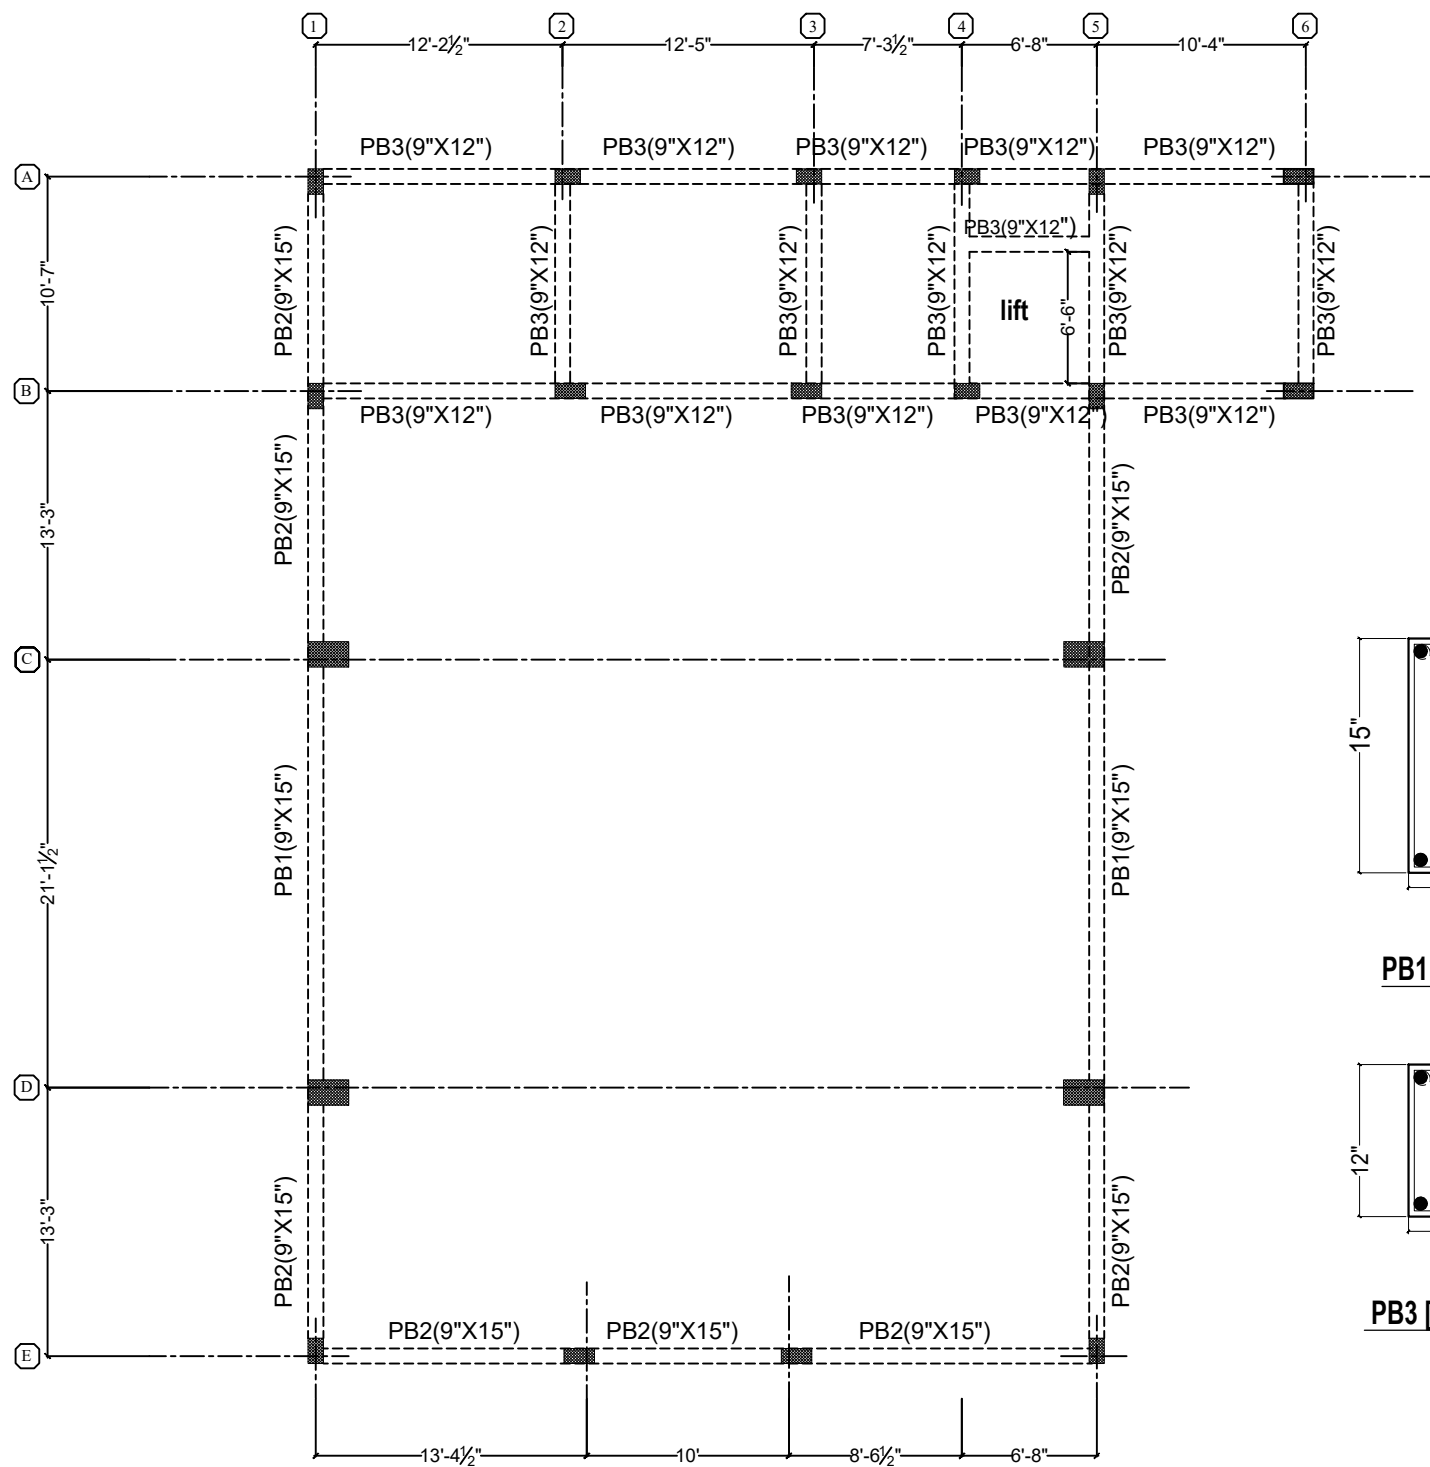 1 2 3 4 5 6
12'-2½" 12'-5" 7'-3½" 6'-8" 10'-4"
PB3(9"X12") PB3(9"X12") PB3(9"X12") PB3(9"X12") PB3(9"X12")
A
PB3(9"X12")
PB2(9"X15") PB3(9"X12") PB3(9"X12") PB3(9"X12") PB3(9"X12") PB3(9"X12")
10'-7"
lift
6'-6"
B
PB3(9"X12") PB3(9"X12") PB3(9"X12") PB3(9"X12") PB3(9"X12")
13'-3"
PB2(9"X15") PB2(9"X15")
C
15"
PB1(9"X15") PB1(9"X15")
21'-1½"
PB1
D
12"
13'-3"
PB2(9"X15") PB2(9"X15")
PB3
PB2(9"X15") PB2(9"X15") PB2(9"X15")
E
13'-4½" 10' 8'-6½" 6'-8"